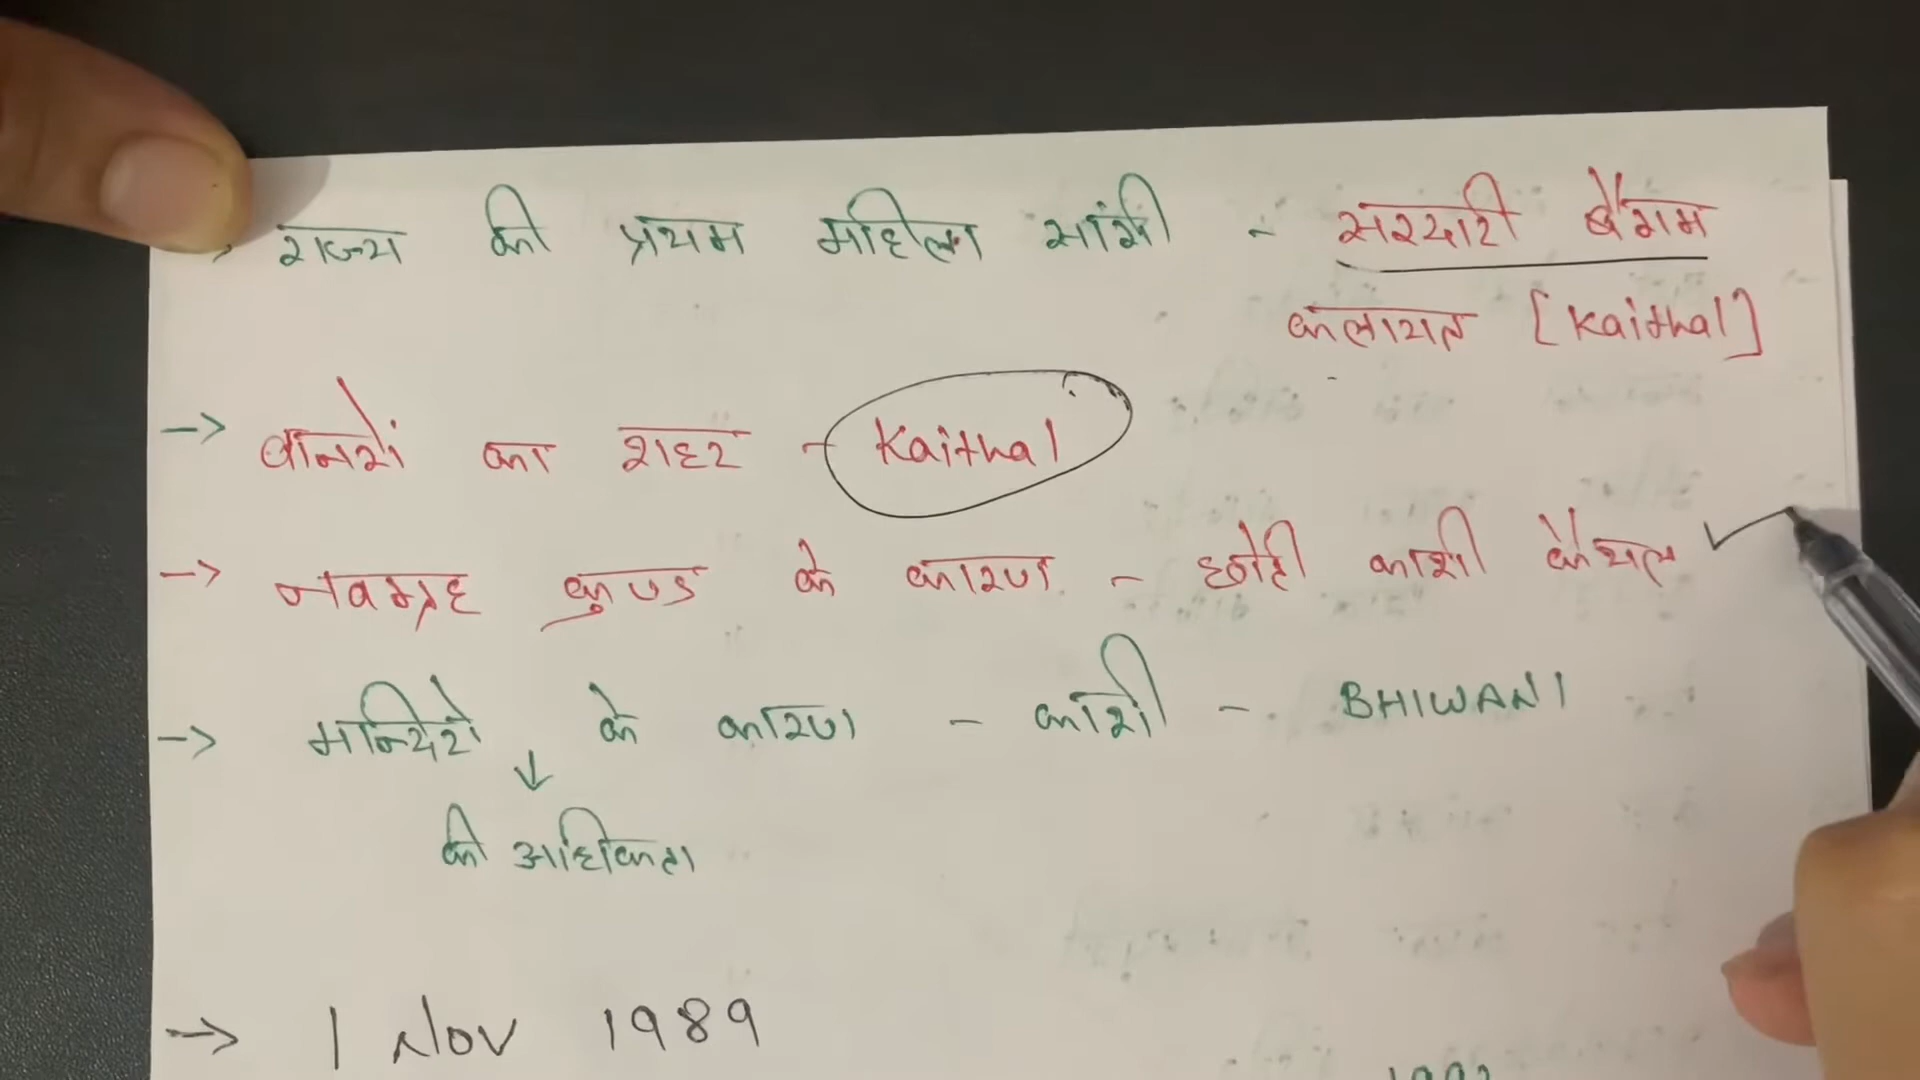 → राज्य की प्रथम महिला सांगी - सरदारी बेगम
कलायत [Kaithal]
→ वानरों का शहर - Kaithal
→ नवग्रह कुण्ड के कारण - छोटी काशी कैथल ✓
→ मन्दिरो के कारण - काशी - BHIWANI
↓
की अधिकता
→ 1 Nov 1989